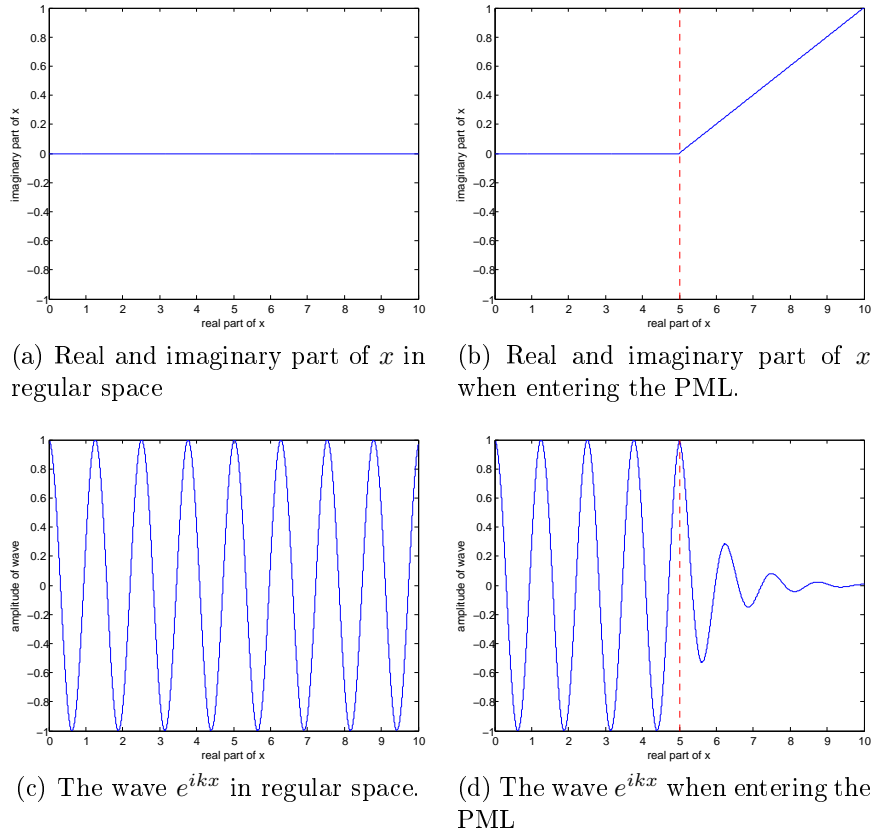 1
0.8
0.6
0.4
0.2
0
−0.2
−0.4
−0.6
−0.8
−1
imaginary part of x
0 1 2 3 4 5 6 7 8 9 10
real part of x
1
0.8
0.6
0.4
0.2
0
−0.2
−0.4
−0.6
−0.8
−1
imaginary part of x
0 1 2 3 4 5 6 7 8 9 10
real part of x
(a) Real and imaginary part of x in
regular space
(b) Real and imaginary part of x
when entering the PML.
1
0.8
0.6
0.4
0.2
0
−0.2
−0.4
−0.6
−0.8
−1
amplitude of wave
0 1 2 3 4 5 6 7 8 9 10
real part of x
1
0.8
0.6
0.4
0.2
0
−0.2
−0.4
−0.6
−0.8
−1
amplitude of wave
0 1 2 3 4 5 6 7 8 9 10
real part of x
(c) The wave e^{ikx} in regular space.
(d) The wave e^{ikx} when entering the
PML